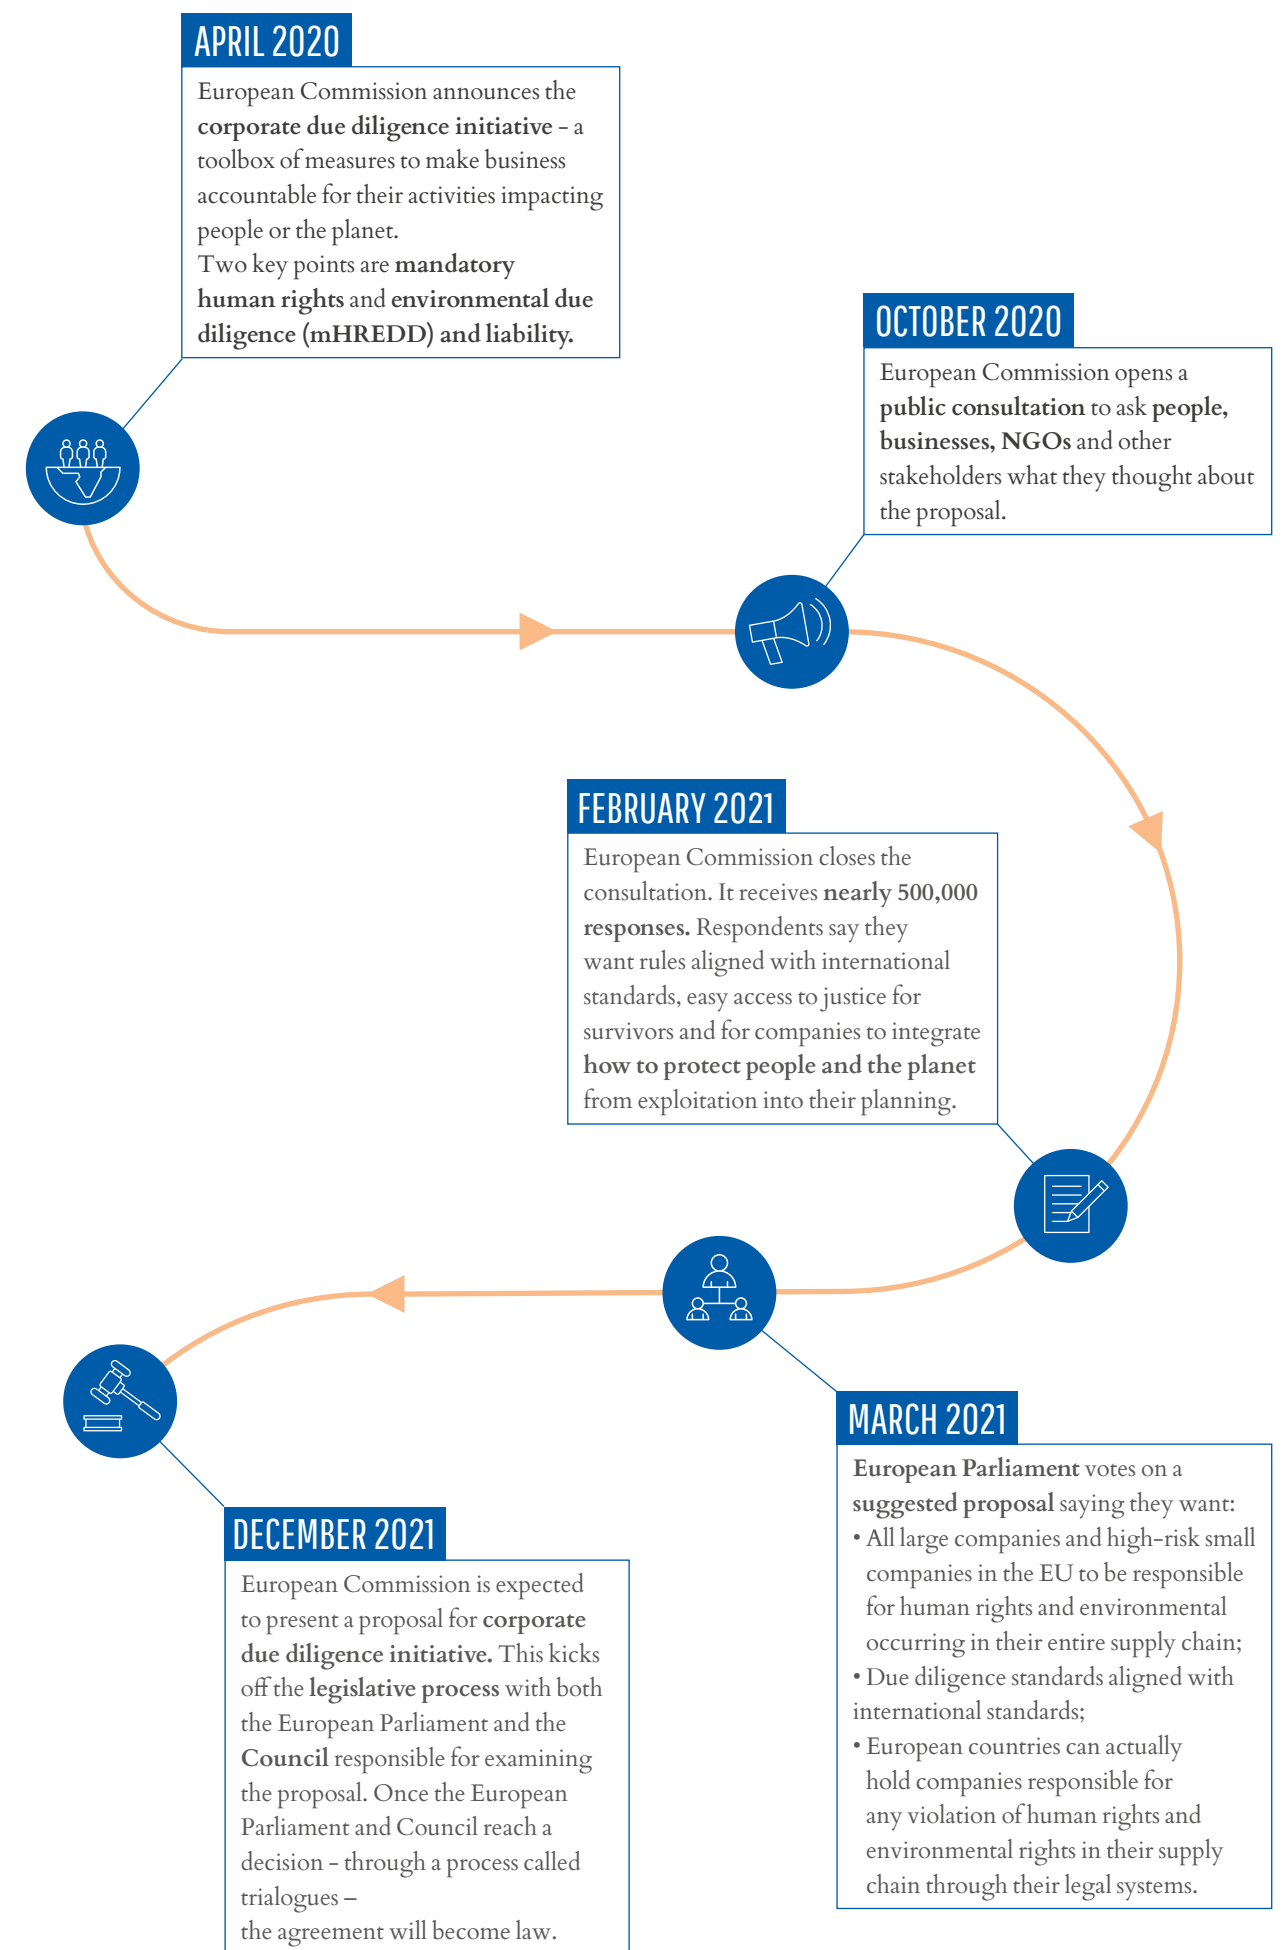 APRIL 2020
European Commission announces the
corporate due diligence initiative - a
toolbox of measures to make business
accountable for their activities impacting
people or the planet.
Two key points are mandatory
human rights and environmental due
diligence (mHREDD) and liability.
OCTOBER 2020
European Commission opens a
public consultation to ask people,
businesses, NGOs and other
stakeholders what they thought about
the proposal.
FEBRUARY 2021
European Commission closes the
consultation. It receives nearly 500,000
responses. Respondents say they
want rules aligned with international
standards, easy access to justice for
survivors and for companies to integrate
how to protect people and the planet
from exploitation into their planning.
MARCH 2021
European Parliament votes on a
suggested proposal saying they want:
• All large companies and high-risk small
companies in the EU to be responsible
for human rights and environmental
occurring in their entire supply chain;
• Due diligence standards aligned with
international standards;
• European countries can actually
hold companies responsible for
any violation of human rights and
environmental rights in their supply
chain through their legal systems.
DECEMBER 2021
European Commission is expected
to present a proposal for corporate
due diligence initiative. This kicks
off the legislative process with both
the European Parliament and the
Council responsible for examining
the proposal. Once the European
Parliament and Council reach a
decision - through a process called
trialogues –
the agreement will become law.